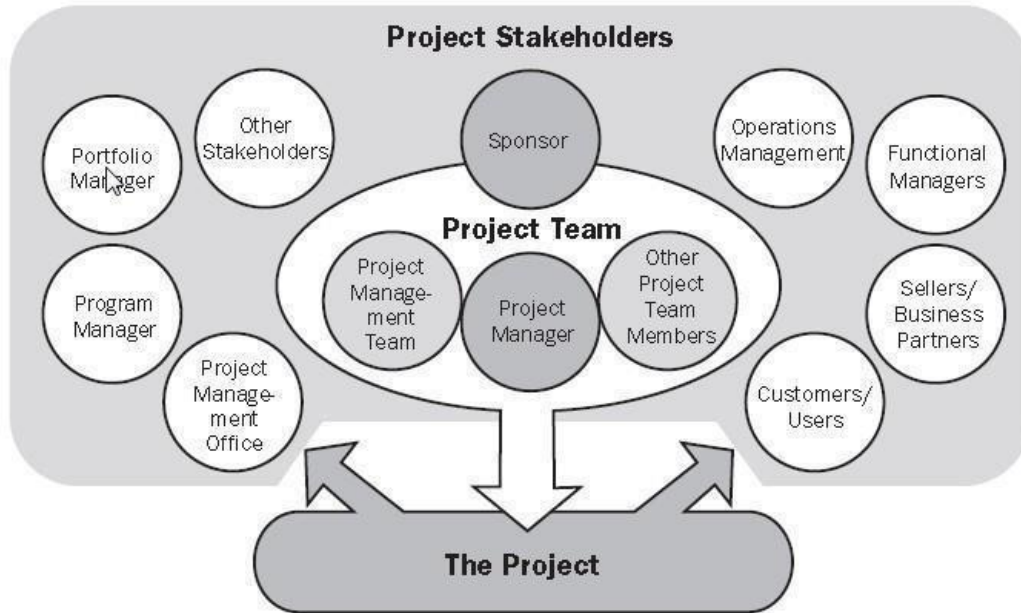 Project Stakeholders
Portfolio
Manager
Other
Stakeholders
Sponsor
Operations
Management
Functional
Managers
Project Team
Program
Manager
Project
Manage-
ment
Team
Project
Manager
Other
Project
Team
Members
Sellers/
Business
Partners
Project
Manage-
ment
Office
Customers/
Users
The Project